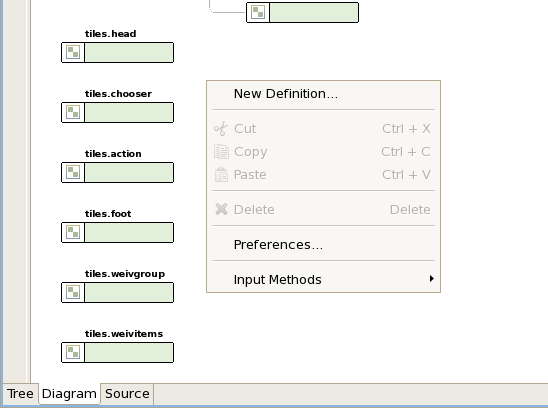 tiles.head
tiles.chooser
tiles.action
tiles.foot
tiles.weivgroup
tiles.weivitems
New Definition...
Cut Ctrl + X
Copy Ctrl + C
Paste Ctrl + V
Delete Delete
Preferences...
Input Methods
Tree Diagram Source